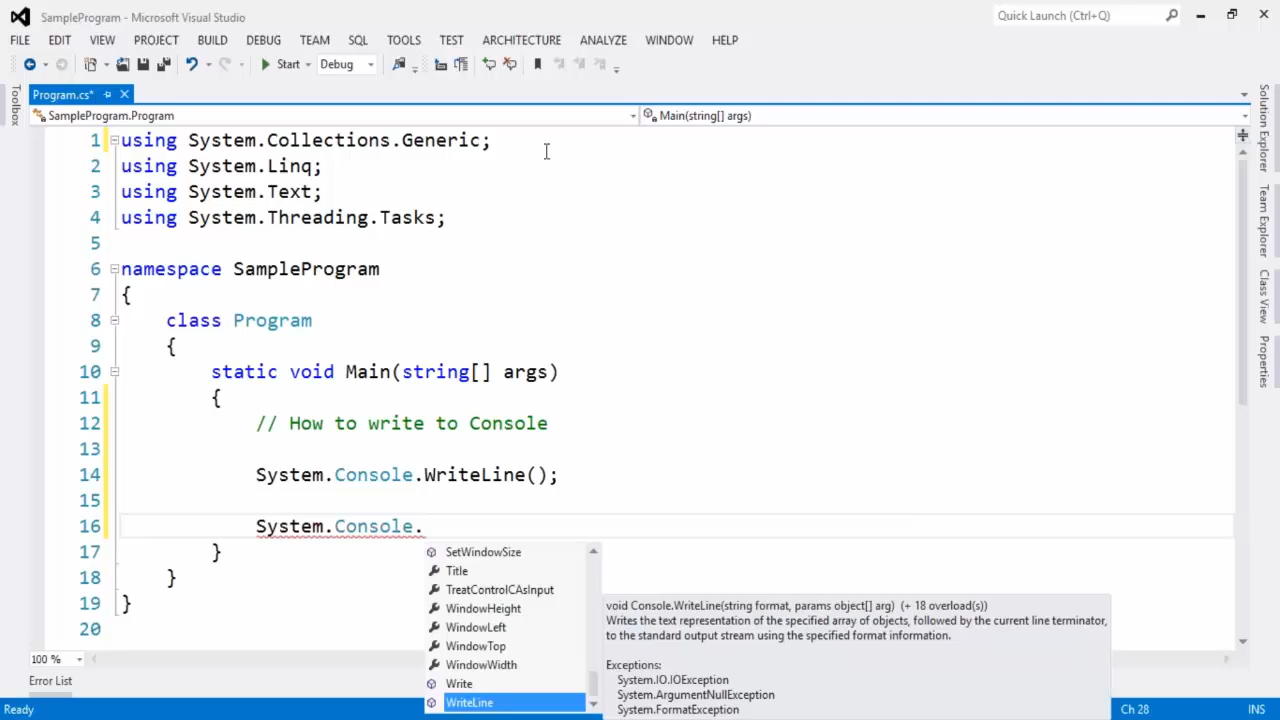 SampleProgram - Microsoft Visual Studio
Quick Launch (Ctrl+Q)
FILE EDIT VIEW PROJECT BUILD DEBUG TEAM SQL TOOLS TEST ARCHITECTURE ANALYZE WINDOW HELP
Start Debug
Program.cs*
SampleProgram.Program Main(string[] args)
Toolbox
1 using System.Collections.Generic;
2 using System.Linq;
3 using System.Text;
4 using System.Threading.Tasks;
5
6 namespace SampleProgram
7 {
8 class Program
9 {
10 static void Main(string[] args)
11 {
12 // How to write to Console
13
14 System.Console.WriteLine();
15
16 System.Console.
17 }
18 }
19 }
20
SetWindowSize
Title
TreatControlCAsInput
WindowHeight
WindowLeft
WindowTop
WindowWidth
Write
WriteLine
void Console.WriteLine(string format, params object[] arg) (+ 18 overload(s))
Writes the text representation of the specified array of objects, followed by the current line terminator,
to the standard output stream using the specified format information.
Exceptions:
System.IO.IOException
System.ArgumentNullException
System.FormatException
Solution Explorer
Team Explorer
Class View
Properties
100 %
Error List
Ready Ch 28 INS